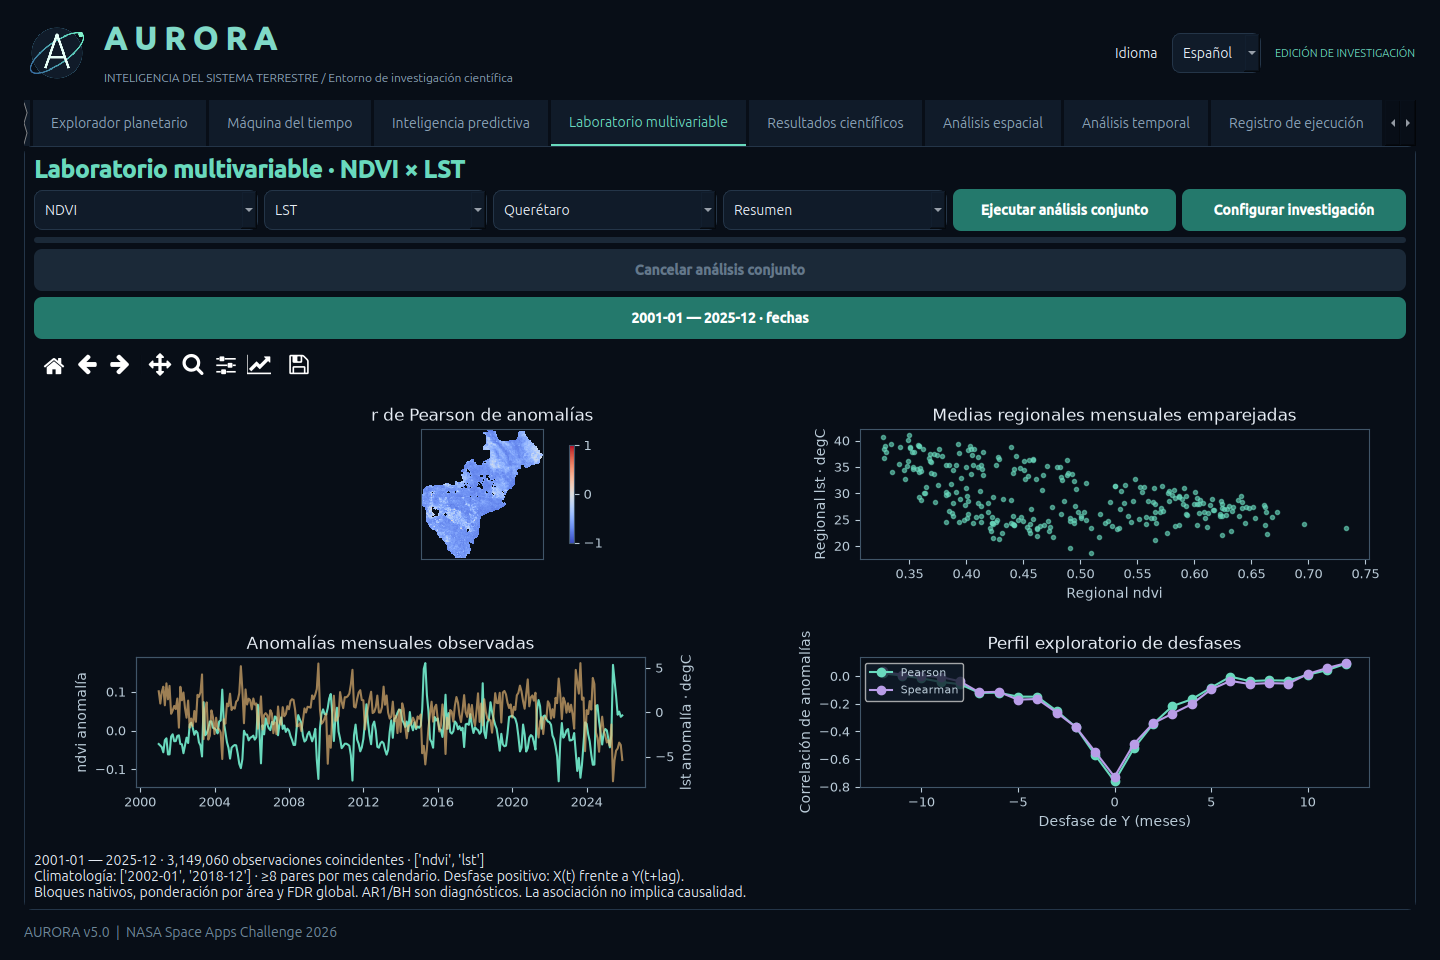 AURORA
INTELIGENCIA DEL SISTEMA TERRESTRE / Entorno de investigación científica
Idioma
Español
EDICIÓN DE INVESTIGACIÓN
Explorador planetario
Máquina del tiempo
Inteligencia predictiva
Laboratorio multivariable
Resultados científicos
Análisis espacial
Análisis temporal
Registro de ejecución
Laboratorio multivariable · NDVI × LST
NDVI
LST
Querétaro
Resumen
Ejecutar análisis conjunto
Configurar investigación
Cancelar análisis conjunto
2001-01 — 2025-12 · fechas
r de Pearson de anomalías
1
0
−1
Medias regionales mensuales emparejadas
Regional lst · degC
40
35
30
25
20
0.35 0.40 0.45 0.50 0.55 0.60 0.65 0.70 0.75
Regional ndvi
Anomalías mensuales observadas
ndvi anomalía
0.1
0.0
−0.1
5
0
−5
lst anomalía · degC
2000 2004 2008 2012 2016 2020 2024
Perfil exploratorio de desfases
Correlación de anomalías
0.0
−0.2
−0.4
−0.6
−0.8
Pearson
Spearman
−10 −5 0 5 10
Desfase de Y (meses)
2001-01 — 2025-12 · 3,149,060 observaciones coincidentes · ['ndvi', 'lst']
Climatología: ['2002-01', '2018-12'] · ≥8 pares por mes calendario. Desfase positivo: X(t) frente a Y(t+lag).
Bloques nativos, ponderación por área y FDR global. AR1/BH son diagnósticos. La asociación no implica causalidad.
AURORA v5.0 | NASA Space Apps Challenge 2026